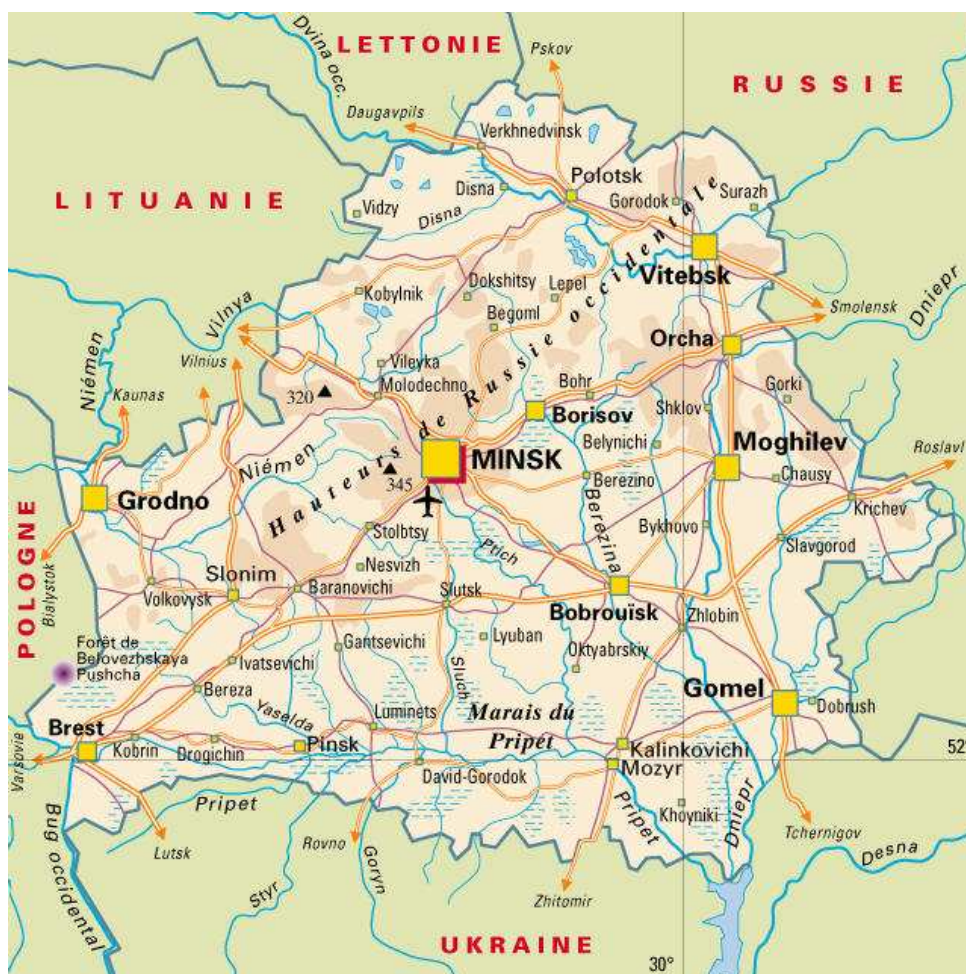 LETTONIE
Pskov
RUSSIE
Dvina occ.
Daugavpils
Verkhnedvinsk
Polotsk
Disna
Disna
Gorodok
Surazh
LITUANIE
Vidzy
Vitebsk
Hauteurs de Russie occidentale
Dokshitsy
Lepel
Kobylnik
Begoml
Smolensk
Dniepr
Vilnya
Vilnius
Orcha
Niémen
Kaunas
Vileyka
Molodechno
320
Bohr
Gorki
Borisov
Shklov
Belynichi
Moghilev
Niémen
MINSK
345
Roslavl
Grodno
Berezino
Chausy
Krichev
Berezina
Bykhovo
Stolbtsy
Ptich
Slavgorod
POLOGNE
Bialystok
Nesvizh
Slonim
Baranovichi
Slutsk
Volkovysk
Bobrouïsk
Zhlobin
Forêt de
Belovezhskaya
Pushcha
Gantsevichi
Lyuban
Ivatsevichi
Oktyabrskiy
Bereza
Sluch
Gomel
Dobrush
Yaselda
Luminets
Marais du
Pripét
Brest
Kobrin
Drogichin
Pinsk
Kalinkovichi
Mozyr
52°
Varsovie
David-Gorodok
Pripet
Pripet
Khoyniki
Dniepr
Bug occidental
Lutsk
Rovno
Goryn
Styr
Tchernigov
Desna
Zhitomir
UKRAINE
30°